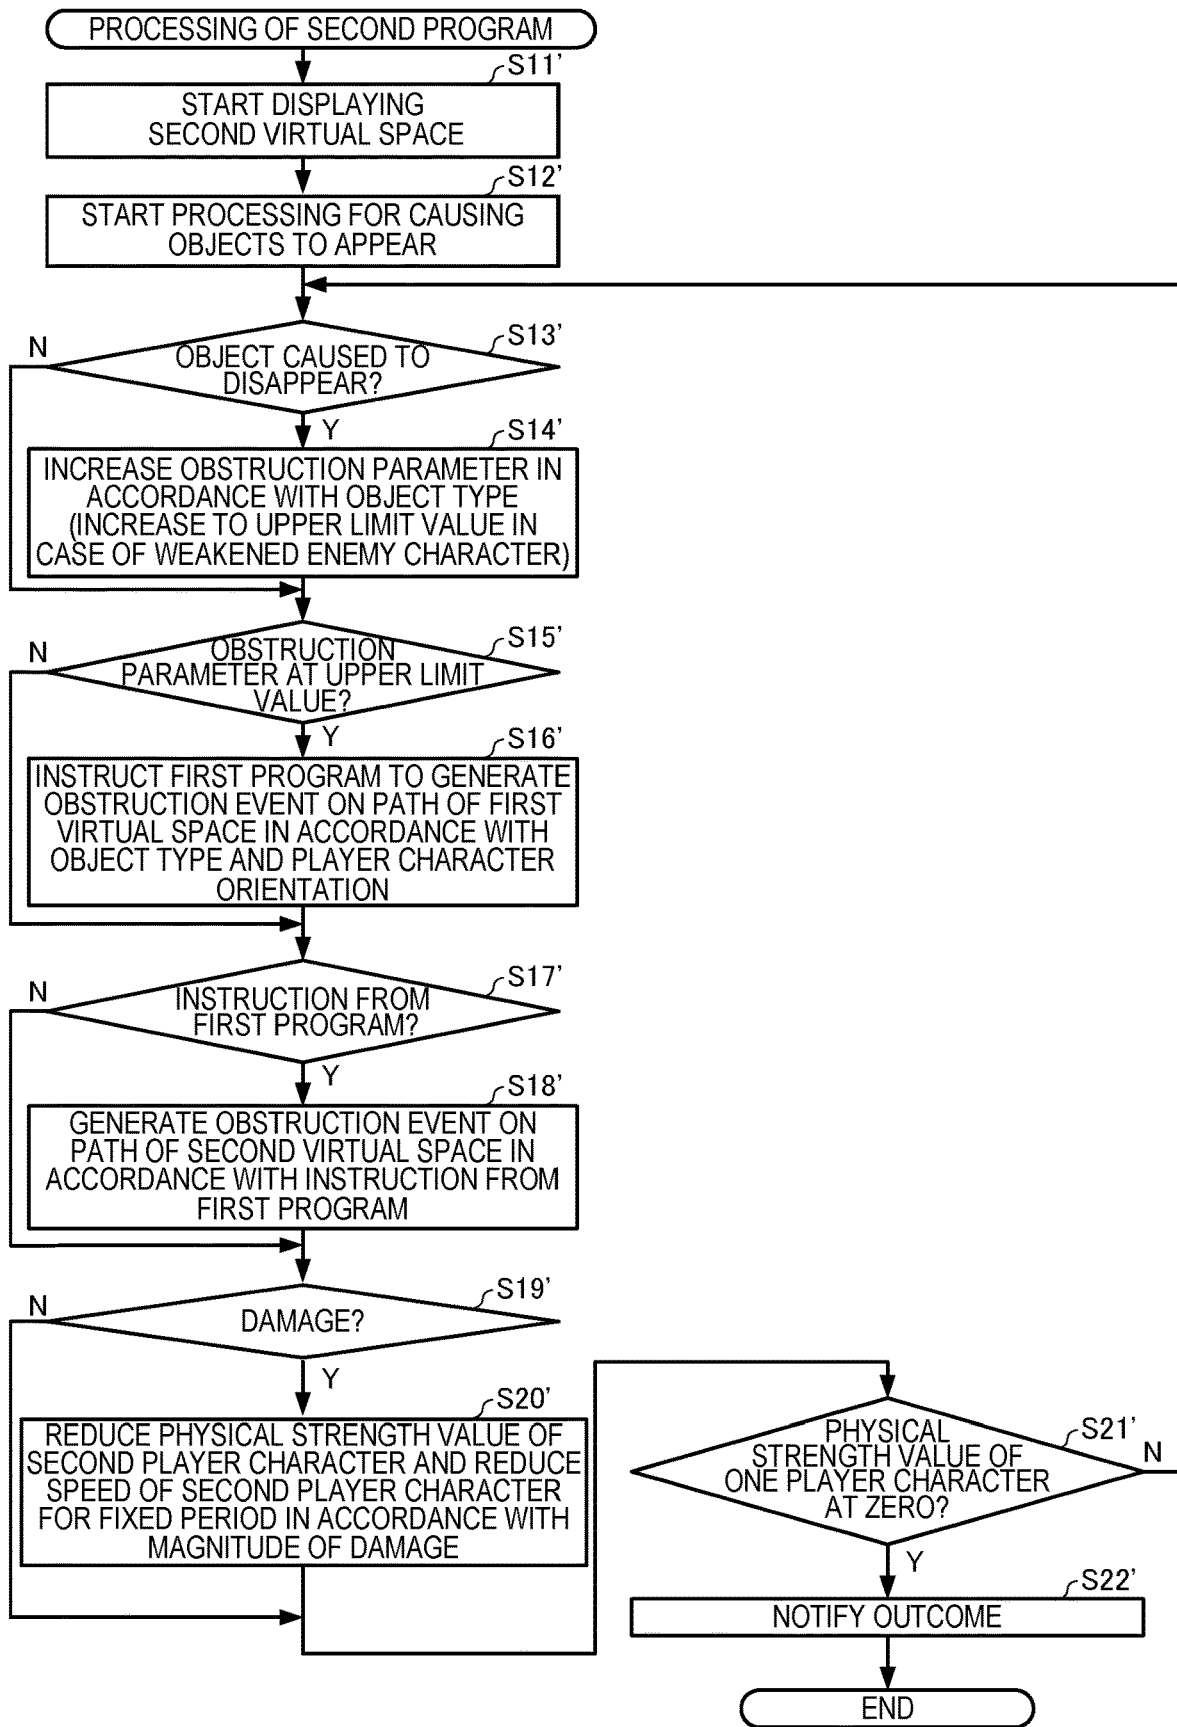 PROCESSING OF SECOND PROGRAM
S11'
START DISPLAYING
SECOND VIRTUAL SPACE
S12'
START PROCESSING FOR CAUSING
OBJECTS TO APPEAR
S13'
N
OBJECT CAUSED TO
DISAPPEAR?
Y
S14'
INCREASE OBSTRUCTION PARAMETER IN
ACCORDANCE WITH OBJECT TYPE
(INCREASE TO UPPER LIMIT VALUE IN
CASE OF WEAKENED ENEMY CHARACTER)
S15'
N
OBSTRUCTION
PARAMETER AT UPPER LIMIT
VALUE?
Y
S16'
INSTRUCT FIRST PROGRAM TO GENERATE
OBSTRUCTION EVENT ON PATH OF FIRST
VIRTUAL SPACE IN ACCORDANCE WITH
OBJECT TYPE AND PLAYER CHARACTER
ORIENTATION
S17'
N
INSTRUCTION FROM
FIRST PROGRAM?
Y
S18'
GENERATE OBSTRUCTION EVENT ON
PATH OF SECOND VIRTUAL SPACE IN
ACCORDANCE WITH INSTRUCTION FROM
FIRST PROGRAM
S19'
N
DAMAGE?
Y
S20'
REDUCE PHYSICAL STRENGTH VALUE OF
SECOND PLAYER CHARACTER AND REDUCE
SPEED OF SECOND PLAYER CHARACTER
FOR FIXED PERIOD IN ACCORDANCE WITH
MAGNITUDE OF DAMAGE
S21'
PHYSICAL
STRENGTH VALUE OF
ONE PLAYER CHARACTER
AT ZERO?
N
Y
S22'
NOTIFY OUTCOME
END